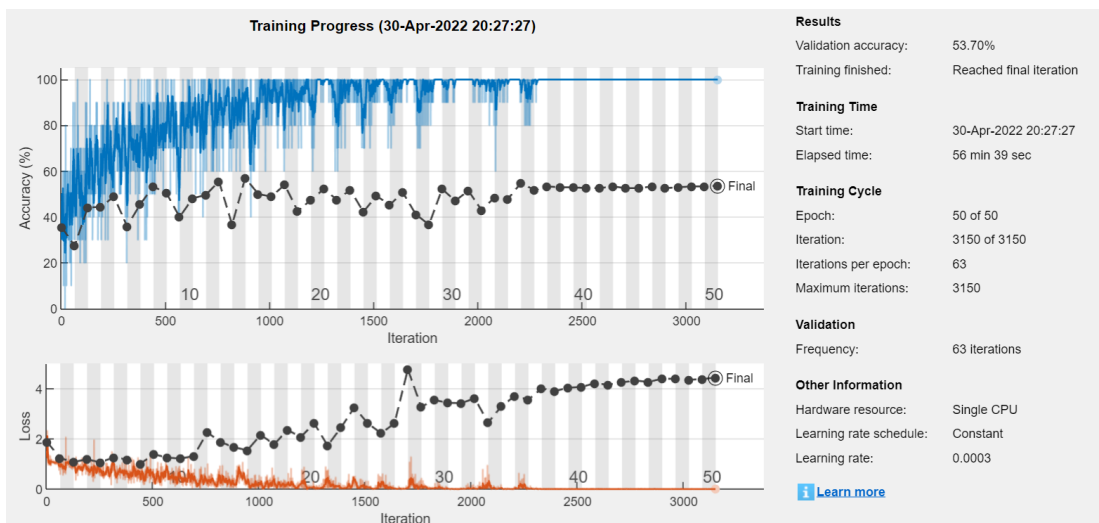 Training Progress (30-Apr-2022 20:27:27)
Accuracy (%)
100
80
60
40
20
0
Final
10
20
30
40
50
0
500
1000
1500
2000
2500
3000
Iteration
Loss
4
2
0
Final
10
20
30
40
50
0
500
1000
1500
2000
2500
3000
Iteration
Results
Validation accuracy: 53.70%
Training finished: Reached final iteration
Training Time
Start time: 30-Apr-2022 20:27:27
Elapsed time: 56 min 39 sec
Training Cycle
Epoch: 50 of 50
Iteration: 3150 of 3150
Iterations per epoch: 63
Maximum iterations: 3150
Validation
Frequency: 63 iterations
Other Information
Hardware resource: Single CPU
Learning rate schedule: Constant
Learning rate: 0.0003
i Learn more